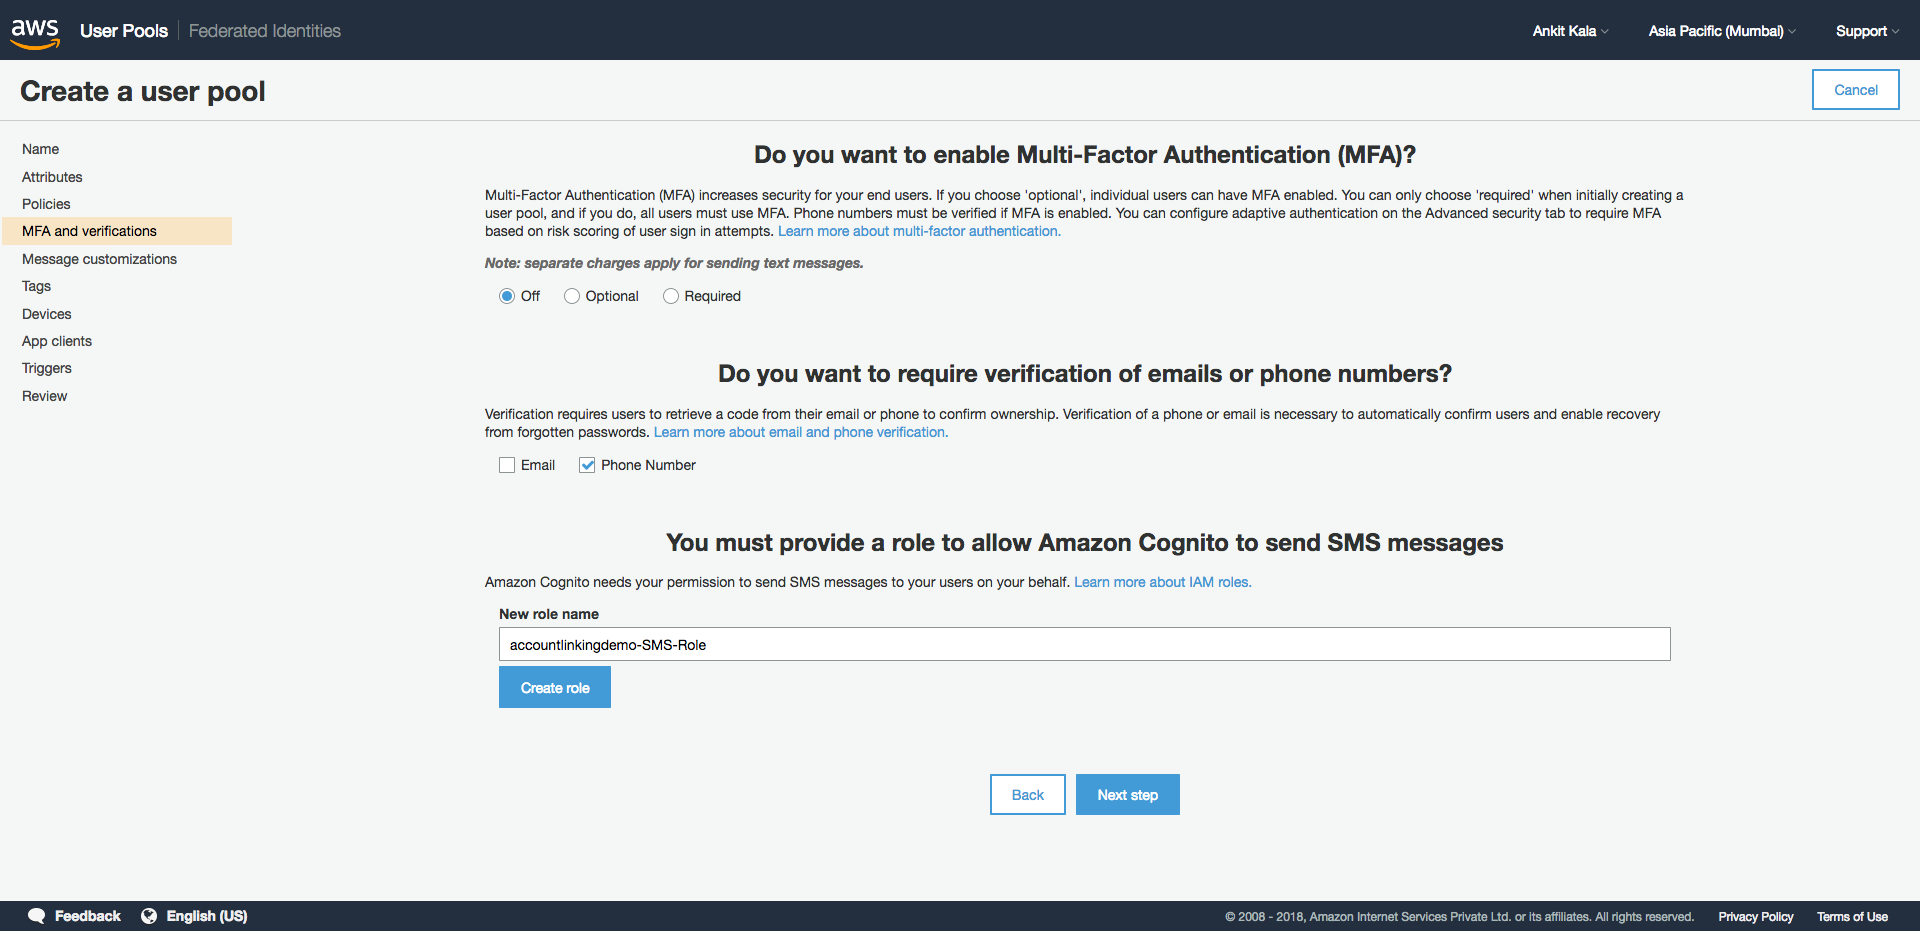 aws User Pools Federated Identities Ankit Kala Asia Pacific (Mumbai) Support
Create a user pool Cancel
Name
Attributes
Policies
MFA and verifications
Message customizations
Tags
Devices
App clients
Triggers
Review
Do you want to enable Multi-Factor Authentication (MFA)?
Multi-Factor Authentication (MFA) increases security for your end users. If you choose 'optional', individual users can have MFA enabled. You can only choose 'required' when initially creating a
user pool, and if you do, all users must use MFA. Phone numbers must be verified if MFA is enabled. You can configure adaptive authentication on the Advanced security tab to require MFA
based on risk scoring of user sign in attempts. Learn more about multi-factor authentication.
Note: separate charges apply for sending text messages.
Off Optional Required
Do you want to require verification of emails or phone numbers?
Verification requires users to retrieve a code from their email or phone to confirm ownership. Verification of a phone or email is necessary to automatically confirm users and enable recovery
from forgotten passwords. Learn more about email and phone verification.
Email Phone Number
You must provide a role to allow Amazon Cognito to send SMS messages
Amazon Cognito needs your permission to send SMS messages to your users on your behalf. Learn more about IAM roles.
New role name
accountlinkingdemo-SMS-Role
Create role
Back Next step
Feedback English (US) © 2008 - 2018, Amazon Internet Services Private Ltd. or its affiliates. All rights reserved. Privacy Policy Terms of Use